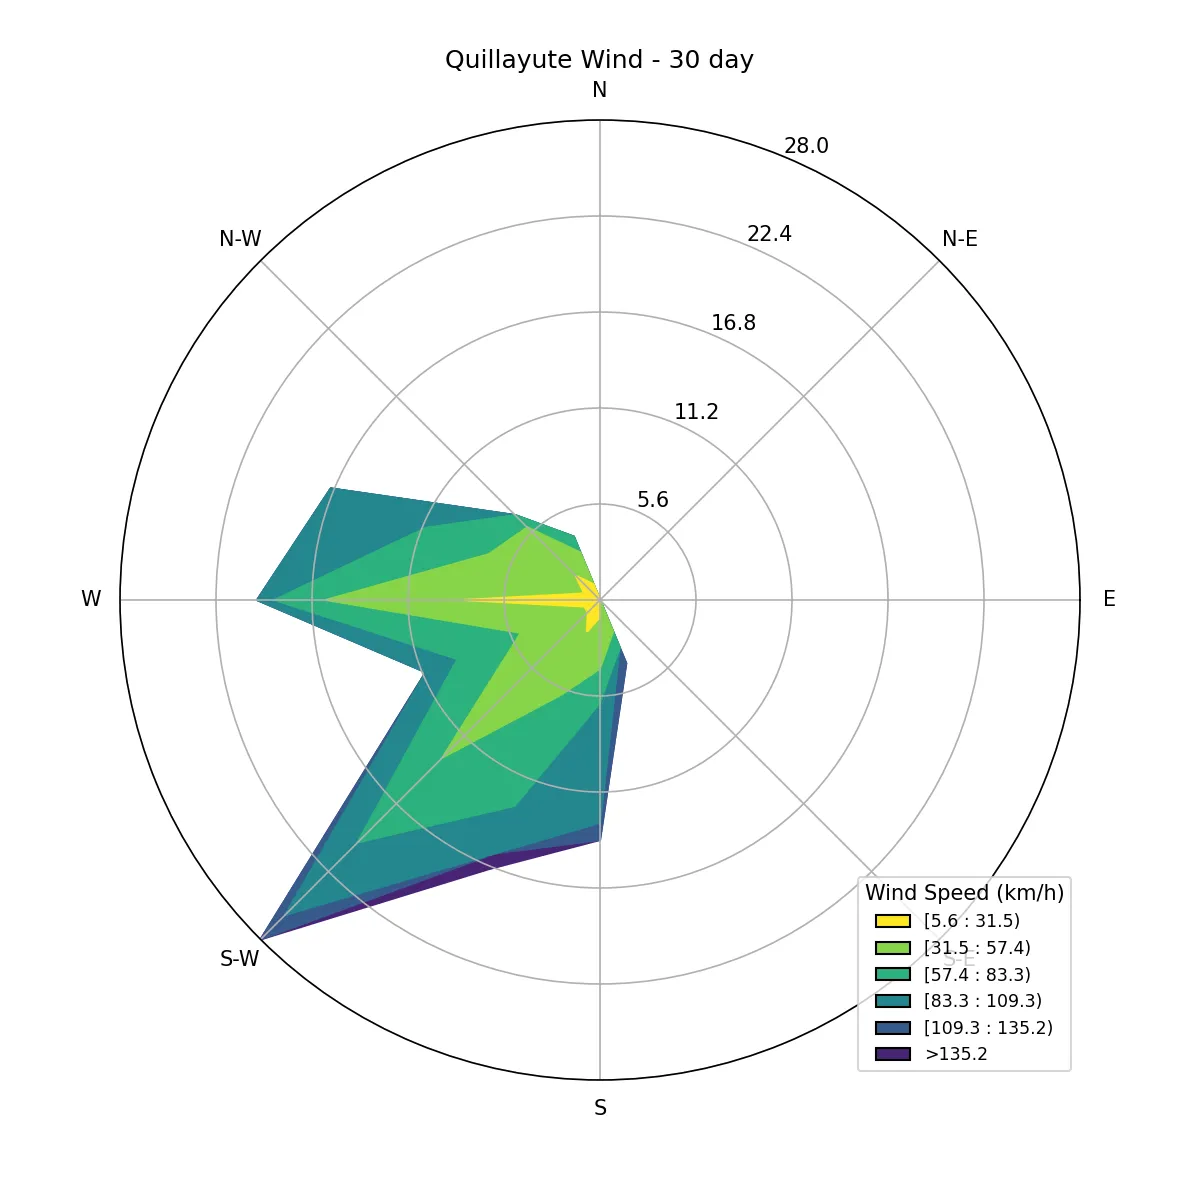 Quillayute Wind - 30 day
N
28.0
N-W
N-E
22.4
16.8
11.2
5.6
W
E
S-W
S-E
Wind Speed (km/h)
[5.6 : 31.5)
[31.5 : 57.4)
[57.4 : 83.3)
[83.3 : 109.3)
[109.3 : 135.2)
>135.2
S